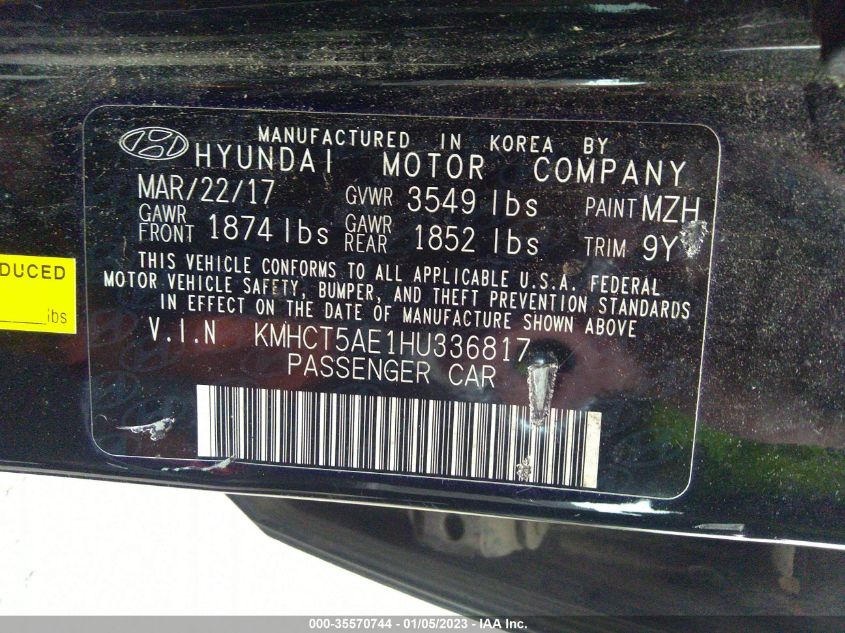 MANUFACTURED IN KOREA BY
HYUNDAI MOTOR COMPANY
MAR/22/17 GVWR 3549 lbs PAINT MZH
GAWR FRONT 1874 lbs GAWR REAR 1852 lbs TRIM 9Y
THIS VEHICLE CONFORMS TO ALL APPLICABLE U.S.A. FEDERAL
MOTOR VEHICLE SAFETY, BUMPER, AND THEFT PREVENTION STANDARDS
IN EFFECT ON THE DATE OF MANUFACTURE SHOWN ABOVE
V.I.N KMHCT5AE1HU336817
PASSENGER CAR
DUCED
lbs
000-35570744 - 01/05/2023 - IAA Inc.